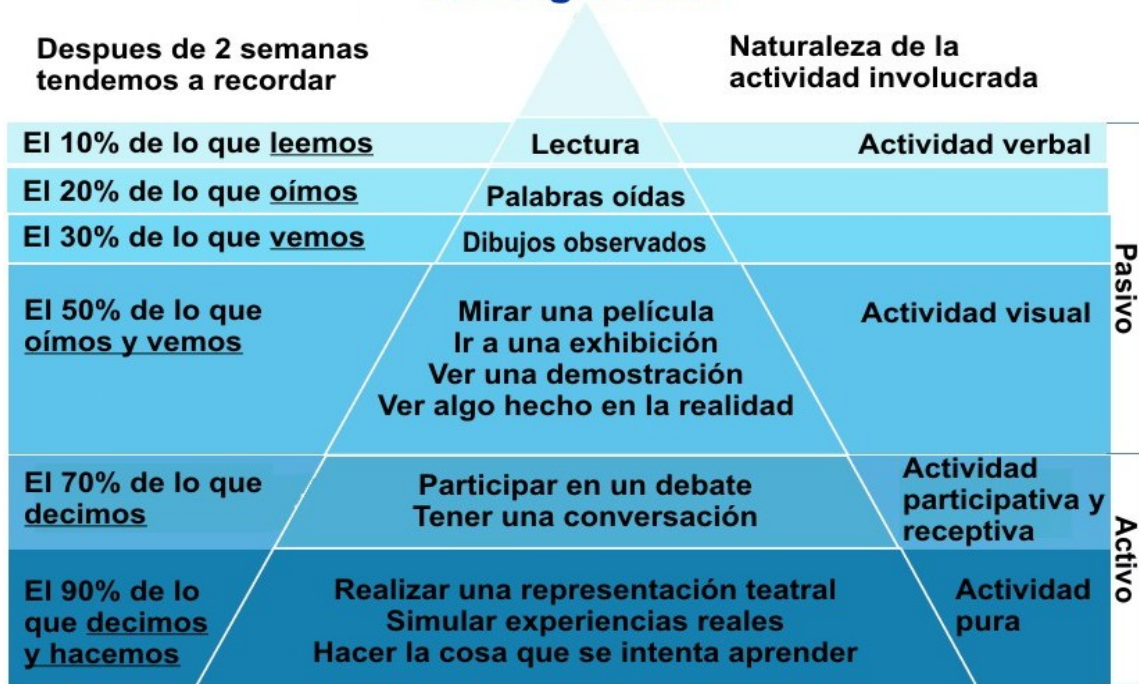 Despues de 2 semanas
tendemos a recordar
Naturaleza de la
actividad involucrada
El 10% de lo que leemos
Lectura
Actividad verbal
El 20% de lo que oímos
Palabras oídas
El 30% de lo que vemos
Dibujos observados
El 50% de lo que
oímos y vemos
Mirar una película
Ir a una exhibición
Ver una demostración
Ver algo hecho en la realidad
Actividad visual
Pasivo
El 70% de lo que
decimos
Participar en un debate
Tener una conversación
Actividad
participativa y
receptiva
El 90% de lo
que decimos
y hacemos
Realizar una representación teatral
Simular experiencias reales
Hacer la cosa que se intenta aprender
Actividad
pura
Activo